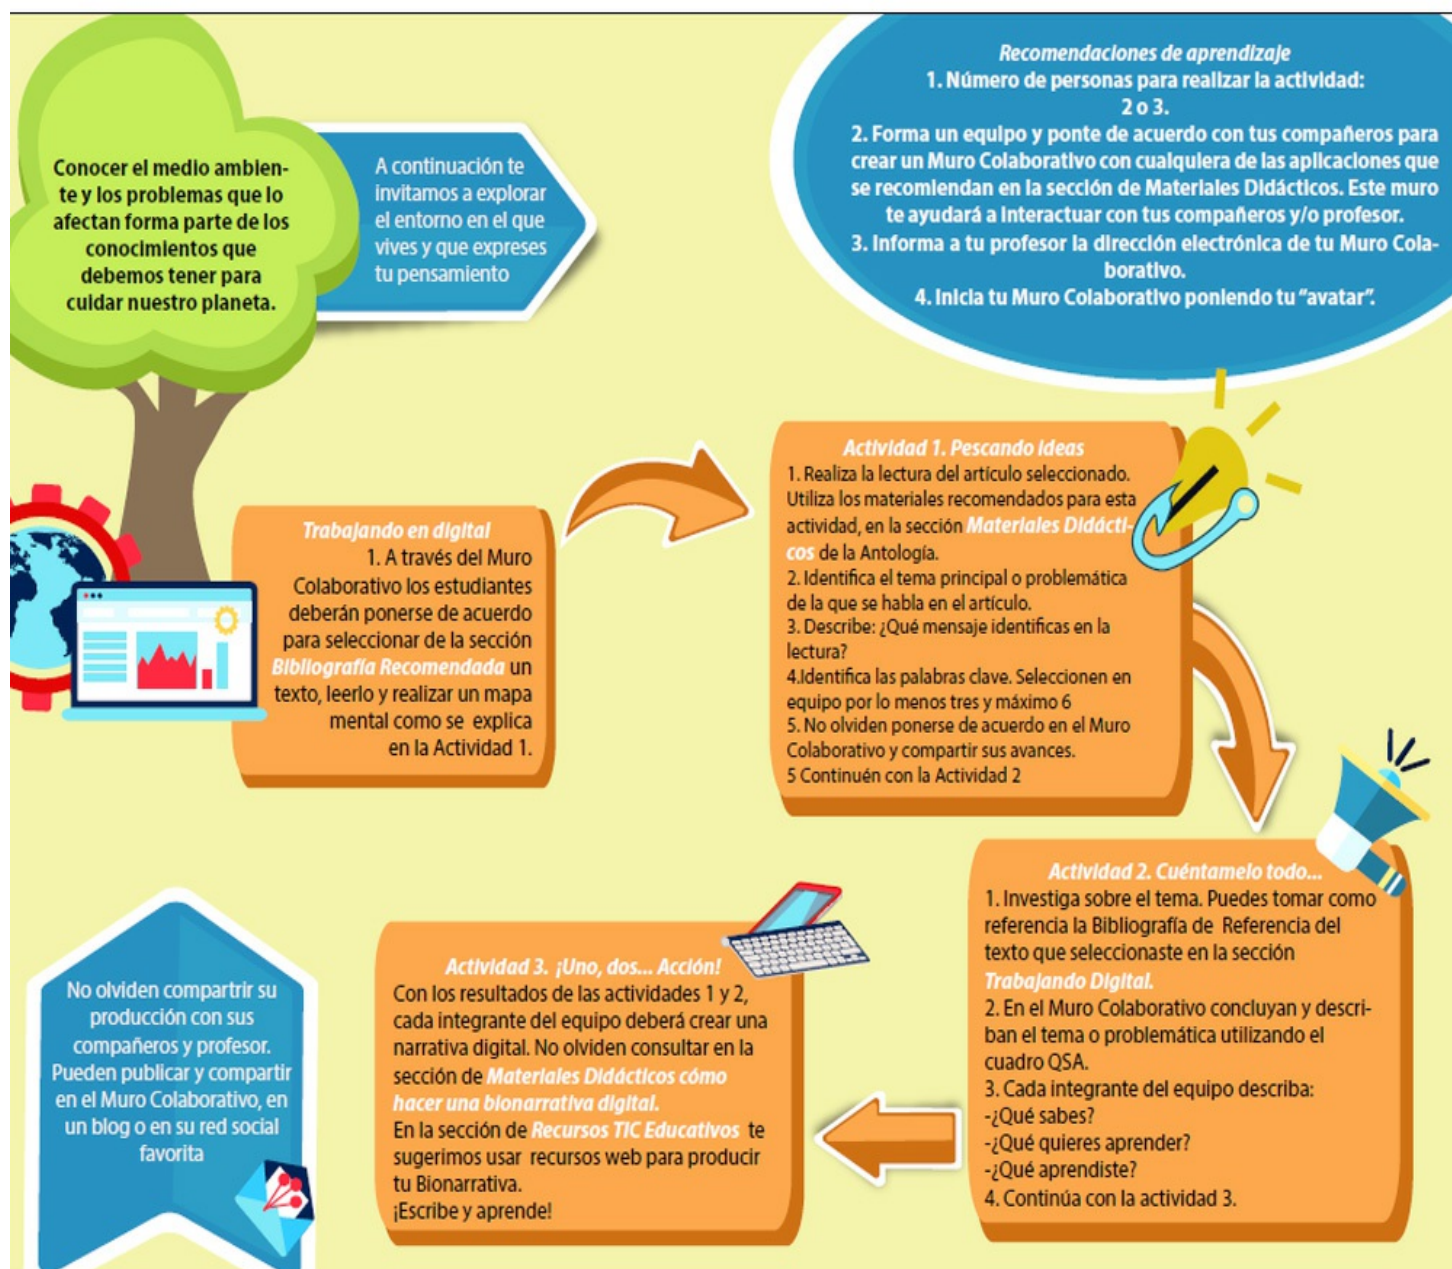 Conocer el medio ambien-
te y los problemas que lo
afectan forma parte de los
conocimientos que
debemos tener para
cuidar nuestro planeta.
A continuación te
invitamos a explorar
el entorno en el que
vives y que expreses
tu pensamiento
Recomendaciones de aprendizaje
1. Número de personas para realizar la actividad:
2 o 3.
2. Forma un equipo y ponte de acuerdo con tus compañeros para
crear un Muro Colaborativo con cualquiera de las aplicaciones que
se recomiendan en la sección de Materiales Didácticos. Este muro
te ayudará a Interactuar con tus compañeros y/o profesor.
3. Informa a tu profesor la dirección electrónica de tu Muro Cola-
borativo.
4. Inicia tu Muro Colaborativo poniendo tu “avatar”.
Trabajando en digital
1. A través del Muro
Colaborativo los estudiantes
deberán ponerse de acuerdo
para seleccionar de la sección
Bibliografía Recomendada un
texto, leerlo y realizar un mapa
mental como se explica
en la Actividad 1.
Actividad 1. Pescando ideas
1. Realiza la lectura del artículo seleccionado.
Utiliza los materiales recomendados para esta
actividad, en la sección Materiales Didácti-
cos de la Antología.
2. Identifica el tema principal o problemática
de la que se habla en el artículo.
3. Describe: ¿Qué mensaje identificas en la
lectura?
4.Identifica las palabras clave. Seleccionen en
equipo por lo menos tres y máximo 6
5. No olviden ponerse de acuerdo en el Muro
Colaborativo y compartir sus avances.
5 Continuén con la Actividad 2
Actividad 2. Cuéntamelo todo...
1. Investiga sobre el tema. Puedes tomar como
referencia la Bibliografía de Referencia del
texto que seleccionaste en la sección
Trabajando Digital.
2. En el Muro Colaborativo concluyan y descri-
ban el tema o problemática utilizando el
cuadro QSA.
3. Cada integrante del equipo describa:
-¿Qué sabes?
-¿Qué quieres aprender?
-¿Qué aprendiste?
4. Continúa con la actividad 3.
Actividad 3. ¡Uno, dos... Acción!
Con los resultados de las actividades 1 y 2,
cada integrante del equipo deberá crear una
narrativa digital. No olviden consultar en la
sección de Materiales Didácticos cómo
hacer una bionarrativa digital.
En la sección de Recursos TIC Educativos te
sugerimos usar recursos web para producir
tu Bionarrativa.
¡Escribe y aprende!
No olviden compartrir su
producción con sus
compañeros y profesor.
Pueden publicar y compartir
en el Muro Colaborativo, en
un blog o en su red social
favorita